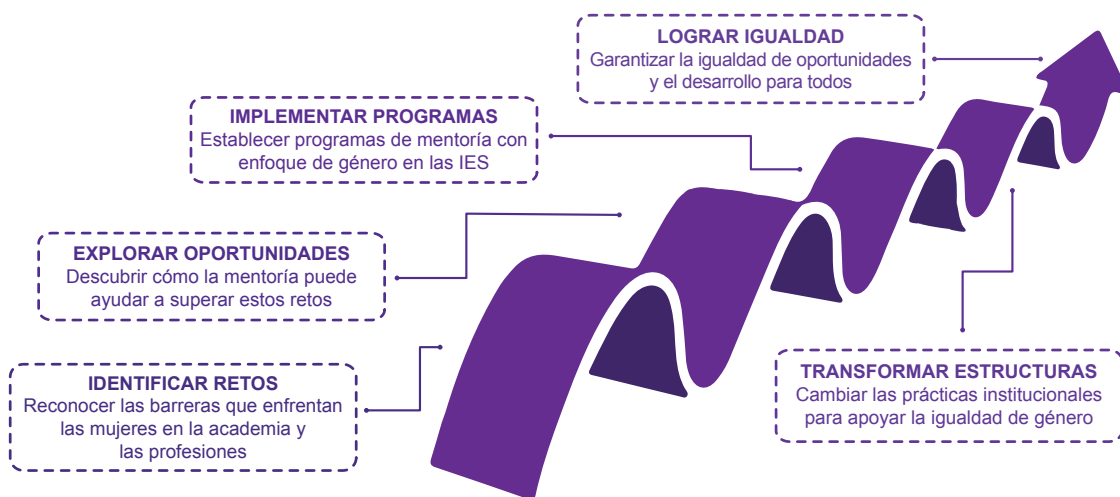 LOGRAR IGUALDAD
Garantizar la igualdad de oportunidades
y el desarrollo para todos
IMPLEMENTAR PROGRAMAS
Establecer programas de mentoría con
enfoque de género en las IES
EXPLORAR OPORTUNIDADES
Descubrir cómo la mentoría puede
ayudar a superar estos retos
IDENTIFICAR RETOS
Reconocer las barreras que enfrentan
las mujeres en la academia y
las profesiones
TRANSFORMAR ESTRUCTURAS
Cambiar las prácticas institucionales
para apoyar la igualdad de género